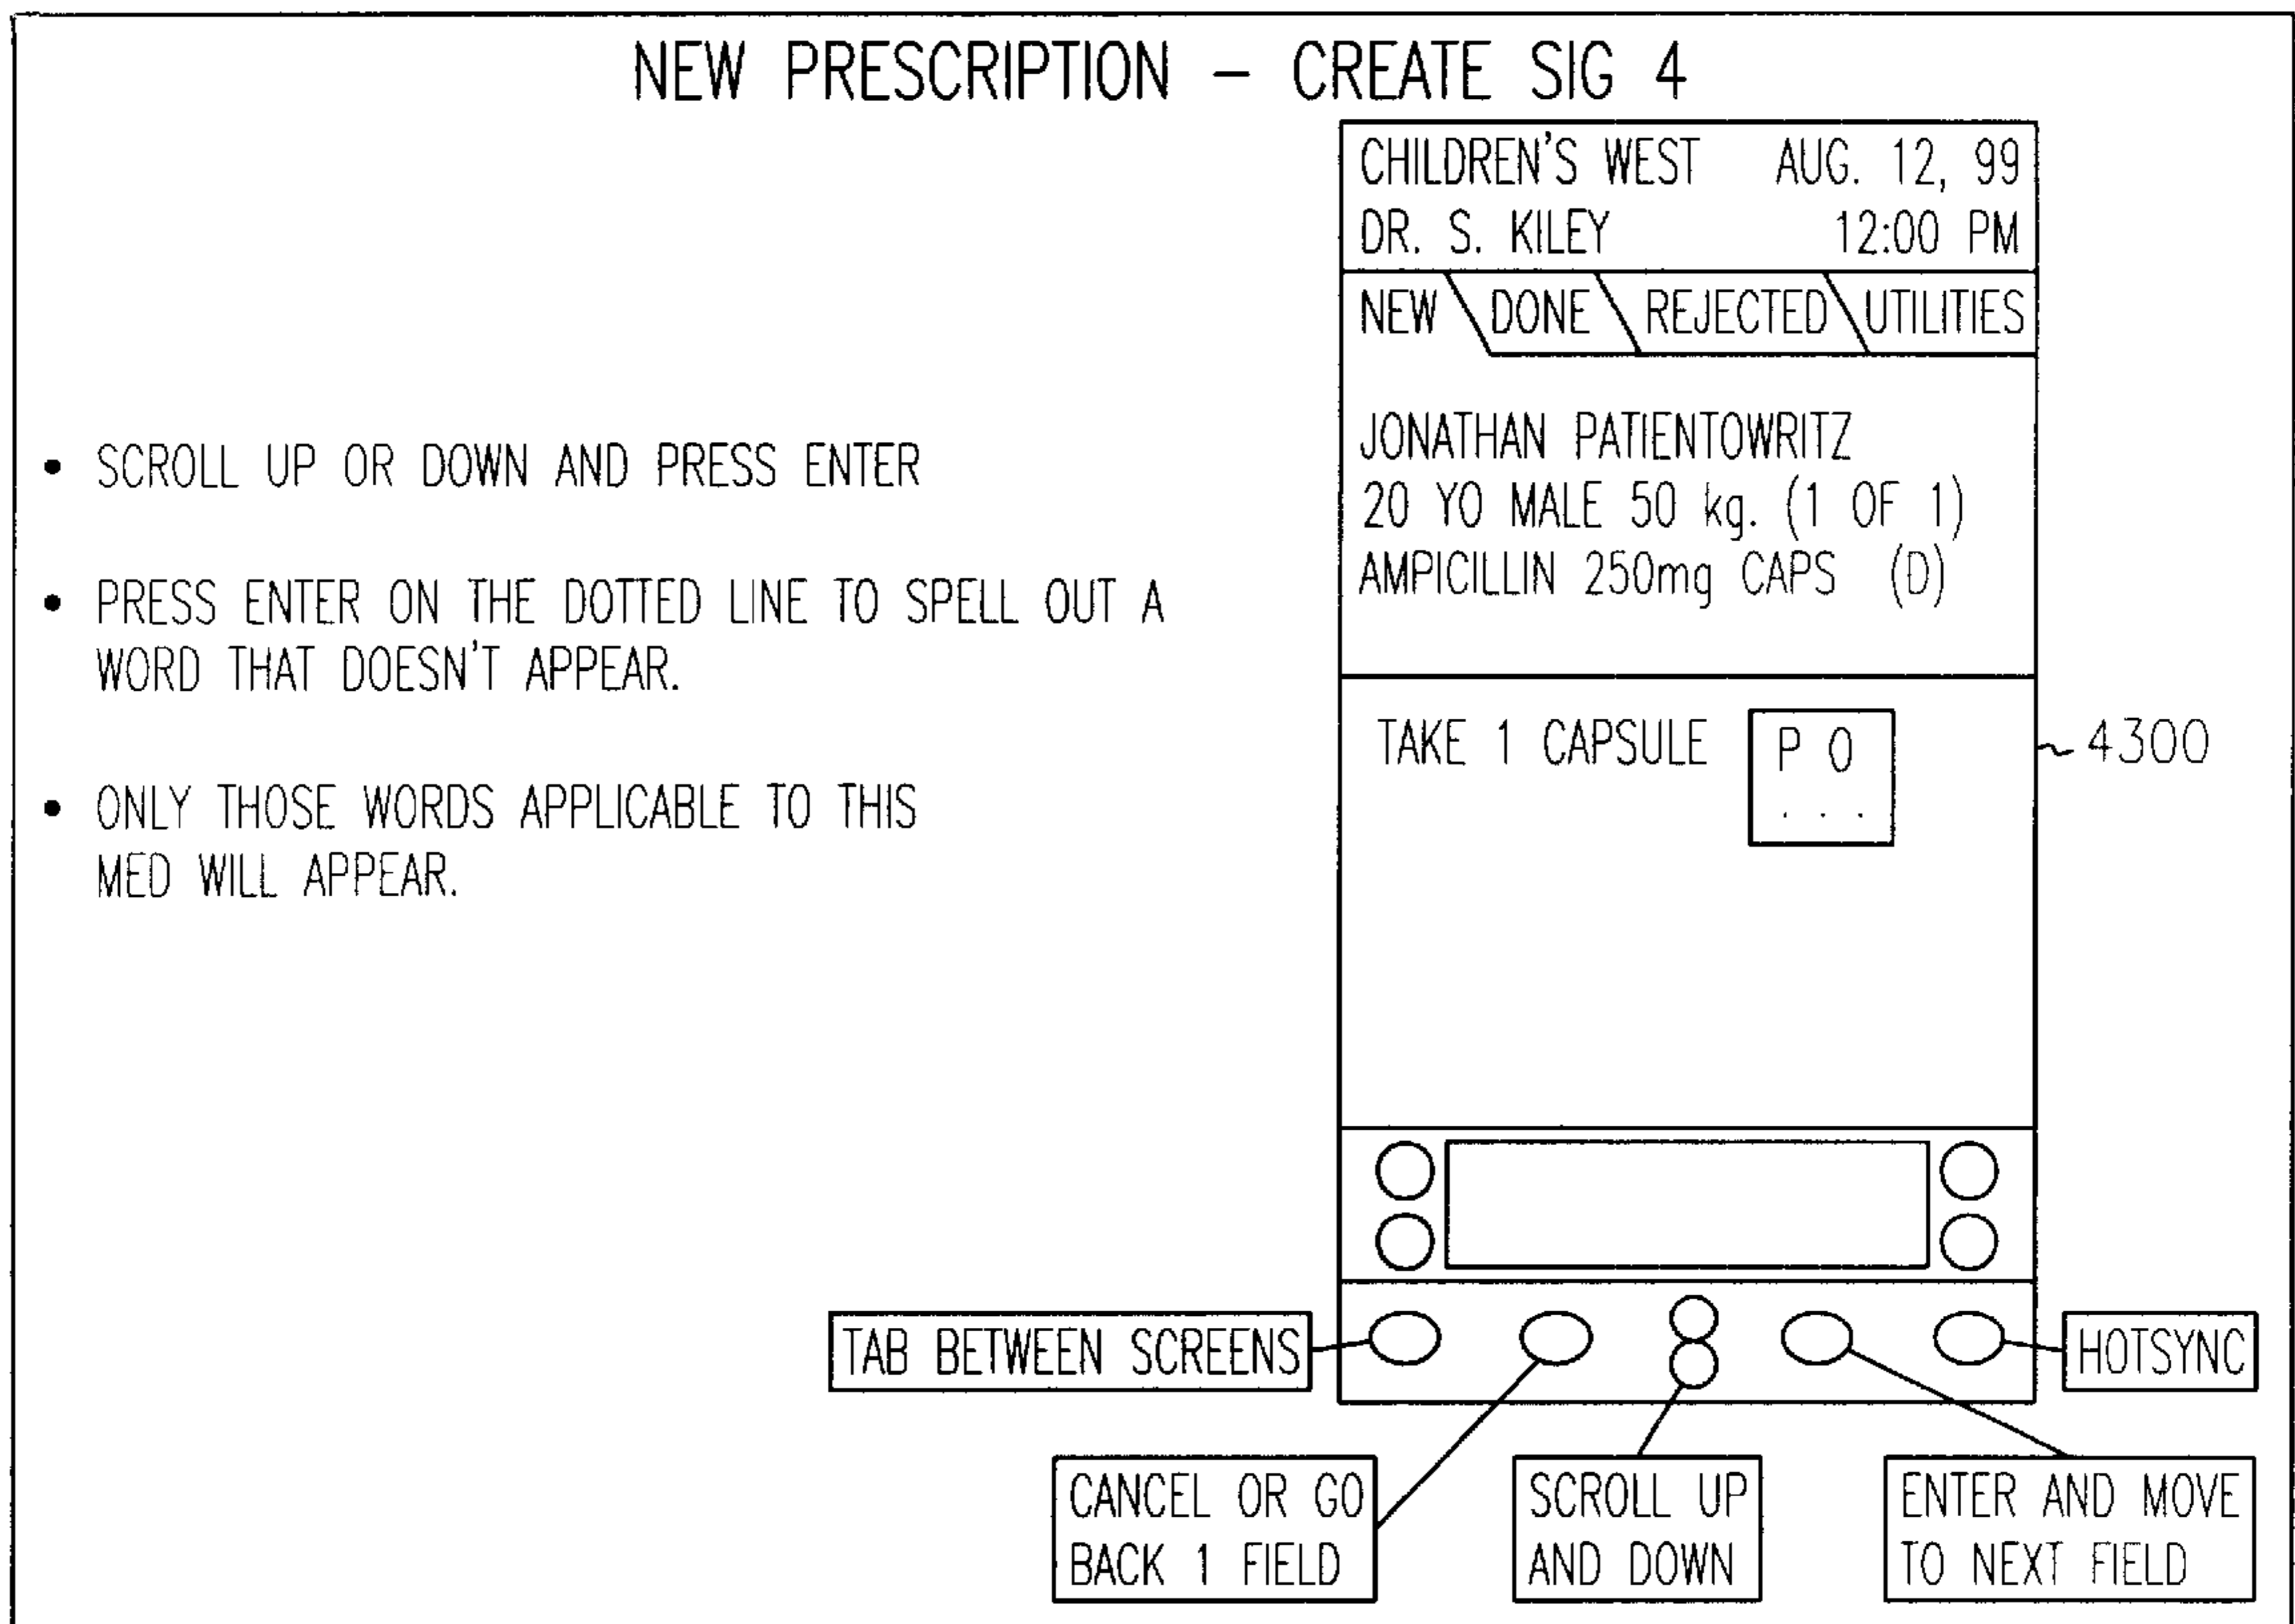 NEW PRESCRIPTION – CREATE SIG 4
CHILDREN'S WEST AUG. 12, 99
DR. S. KILEY 12:00 PM
NEW DONE REJECTED UTILITIES
JONATHAN PATIENTOWRITZ
20 YO MALE 50 kg. (1 OF 1)
AMPICILLIN 250mg CAPS (D)
• SCROLL UP OR DOWN AND PRESS ENTER
• PRESS ENTER ON THE DOTTED LINE TO SPELL OUT A
WORD THAT DOESN'T APPEAR.
• ONLY THOSE WORDS APPLICABLE TO THIS
MED WILL APPEAR.
TAKE 1 CAPSULE P O
. . .
4300
TAB BETWEEN SCREENS
HOTSYNC
CANCEL OR GO
BACK 1 FIELD
SCROLL UP
AND DOWN
ENTER AND MOVE
TO NEXT FIELD